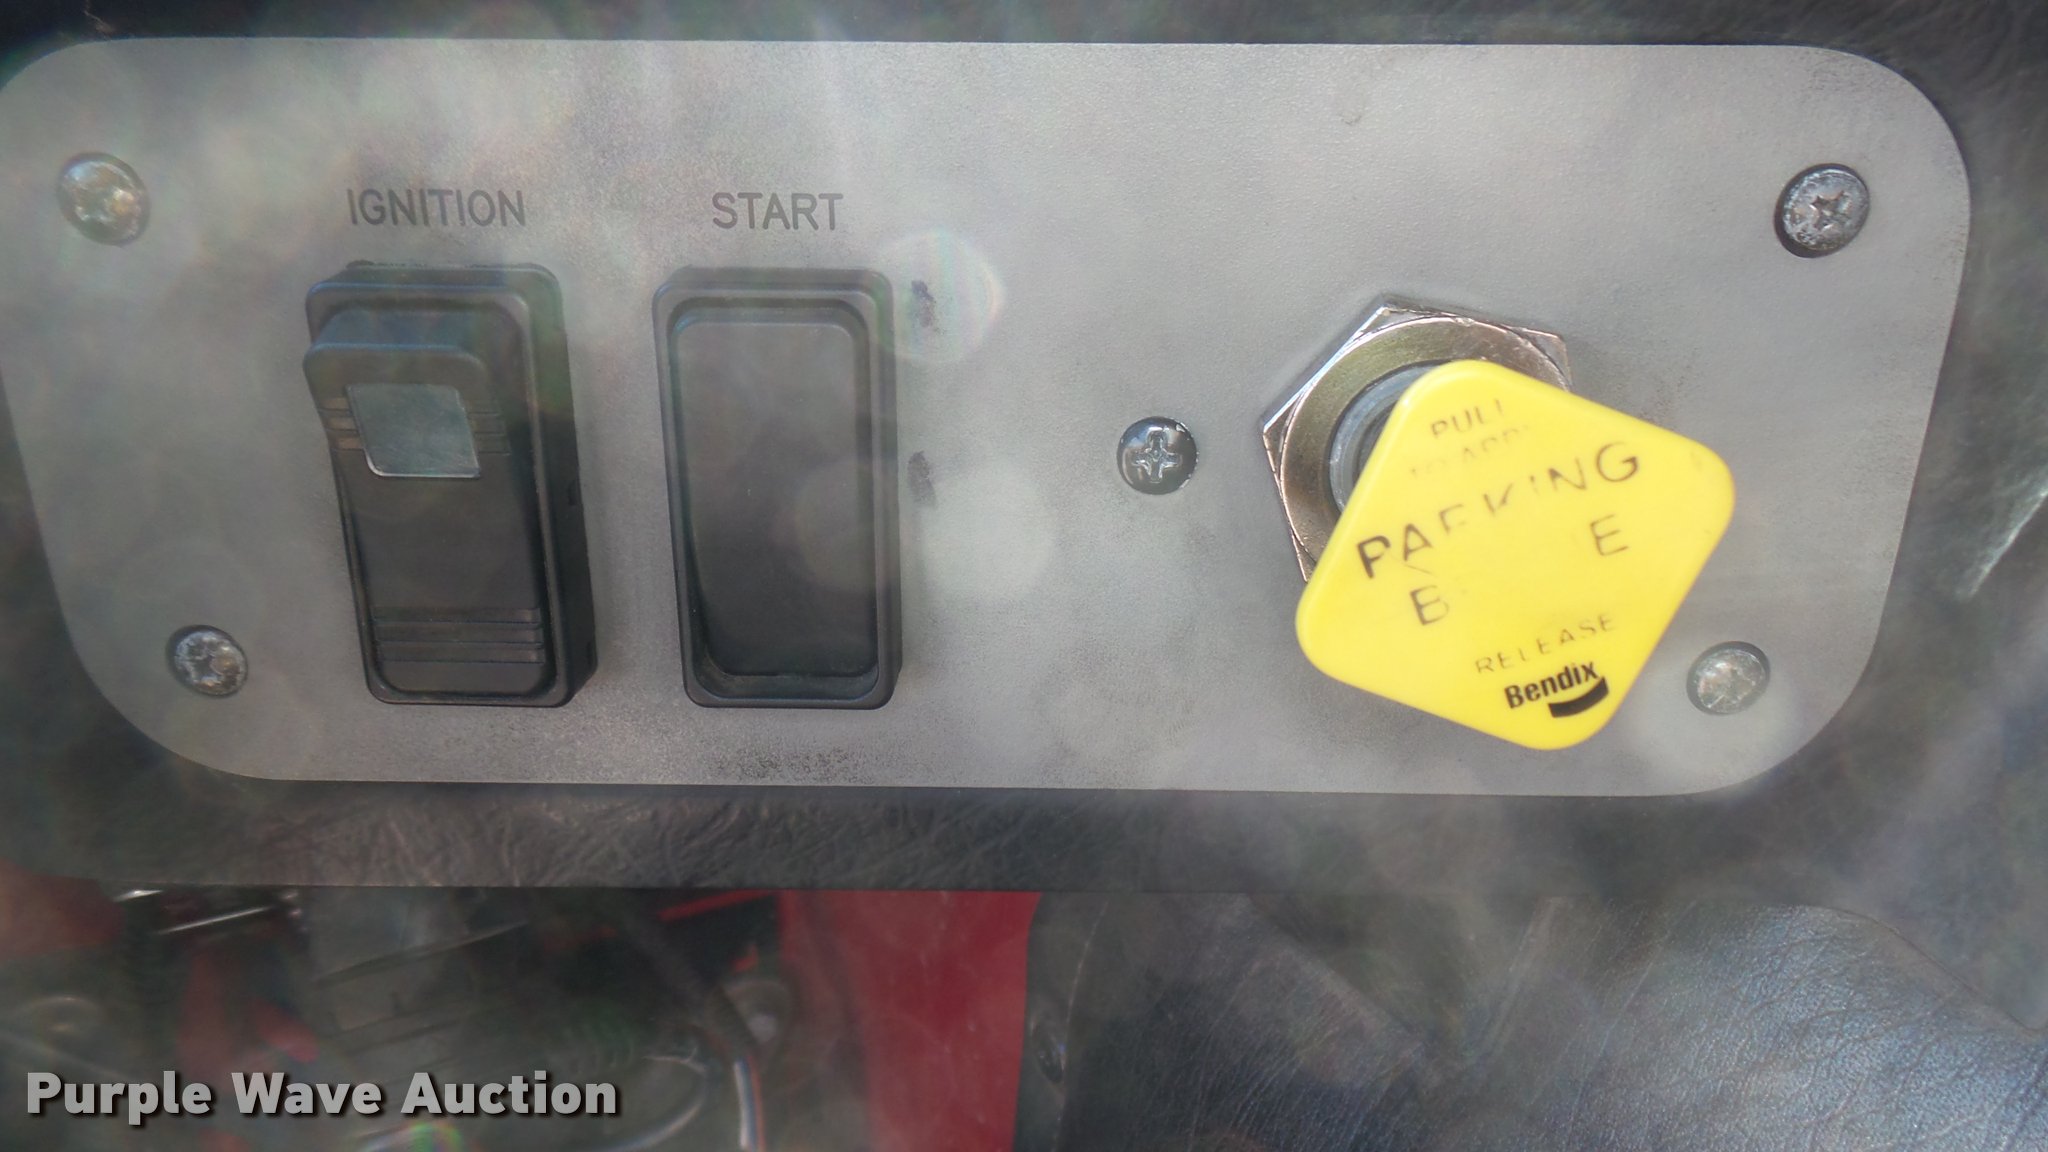 IGNITION
START
PULL
PARKING
RELEASE
Bendix
Purple Wave Auction